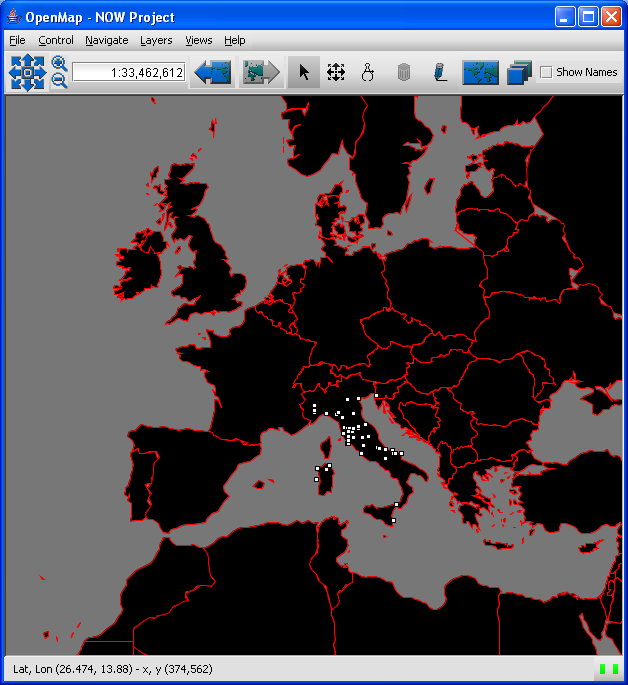 OpenMap - NOW Project
File Control Navigate Layers Views Help
1:33,462,612 Show Names
Lat, Lon (26.474, 13.88) - x, y (374,562)